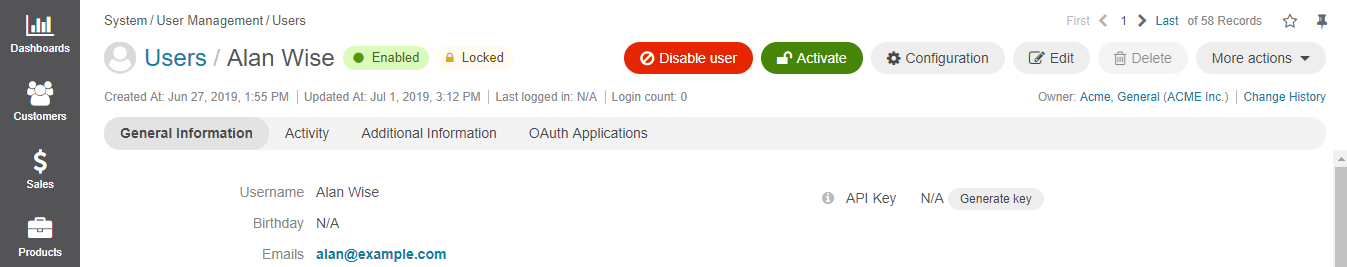 Dashboards
Customers
Sales
Products
System / User Management / Users
First 1 Last of 58 Records
Users / Alan Wise Enabled Locked
Disable user Activate Configuration Edit Delete More actions
Created At: Jun 27, 2019, 1:55 PM Updated At: Jul 1, 2019, 3:12 PM Last logged in: N/A Login count: 0
Owner: Acme, General (ACME Inc.) Change History
General Information Activity Additional Information OAuth Applications
Username Alan Wise
Birthday N/A
Emails alan@example.com
API Key N/A Generate key